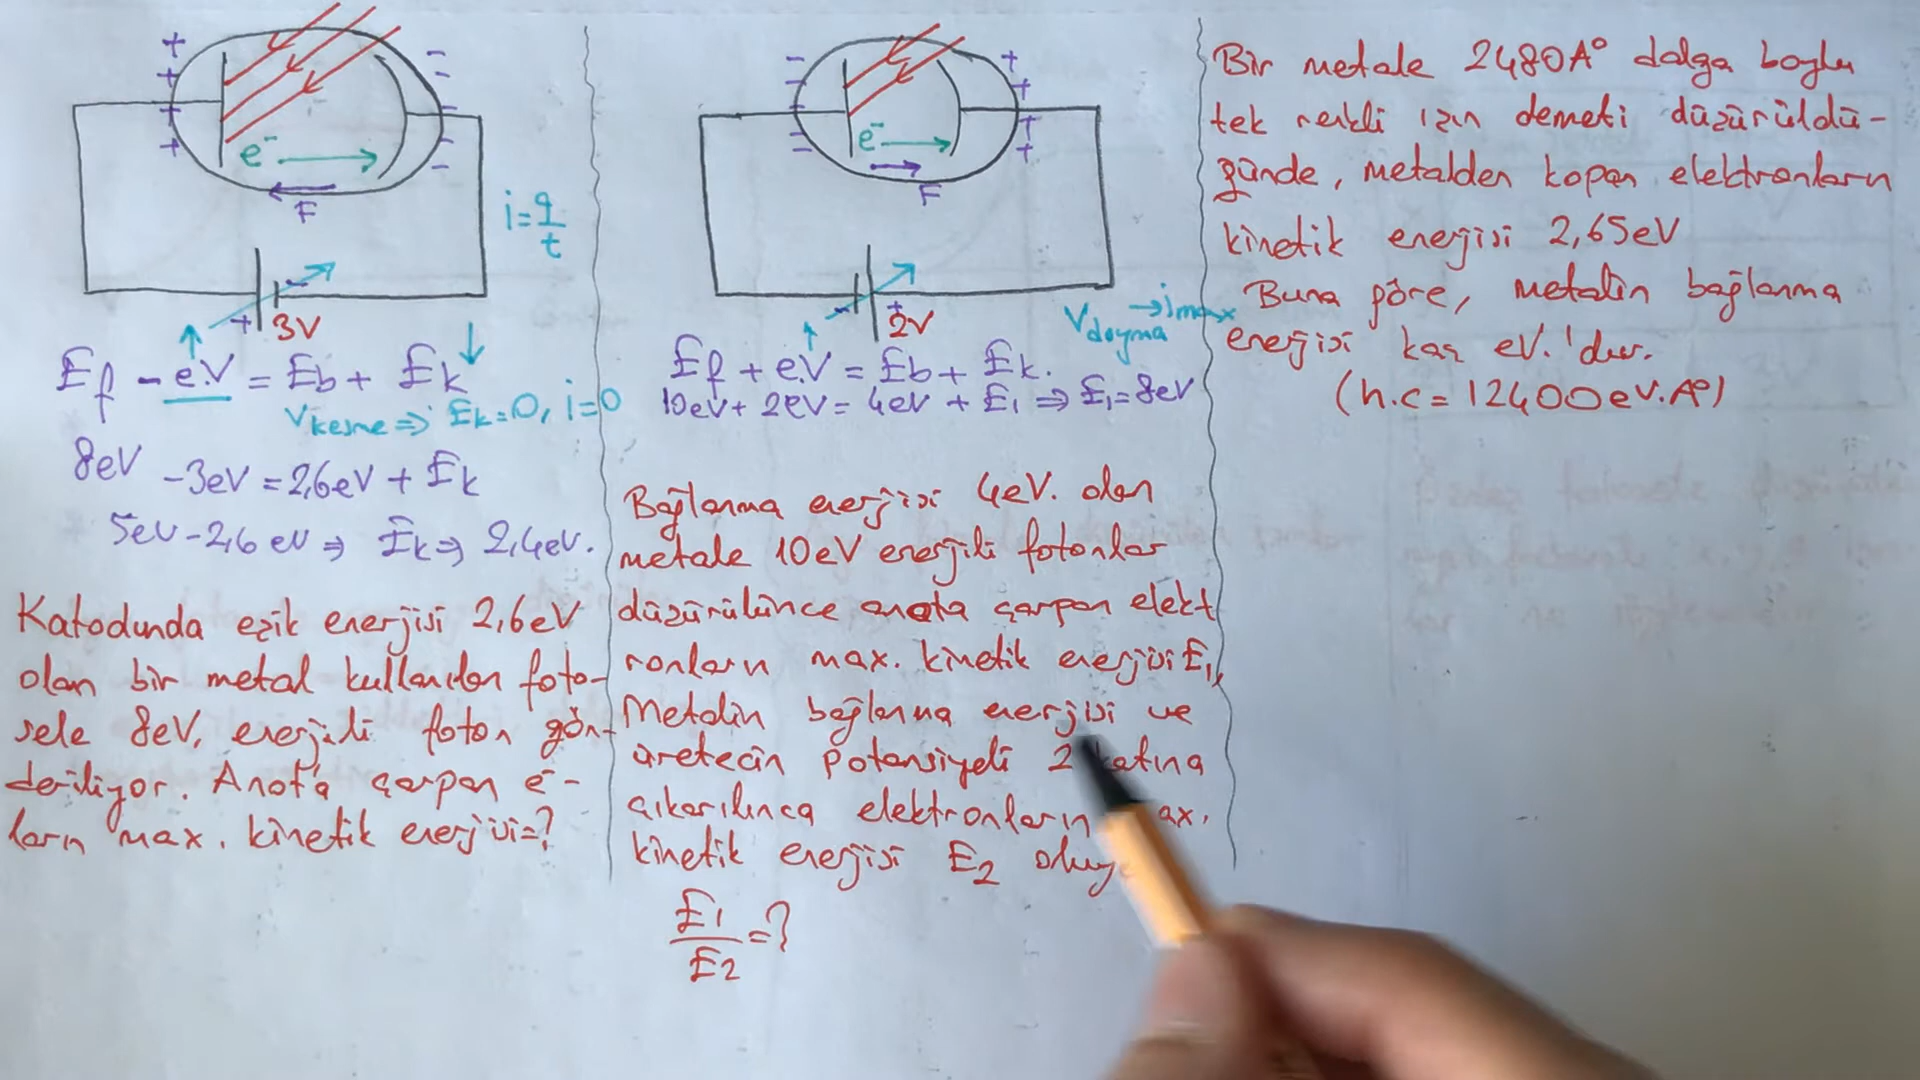 +
+
+
+
-
-
-
-
-
e⁻
F
i=q/t
+ 3V -
Ef - e.V = Eb + Ek
Vkesme ⇒ Ek=0, i=0
8eV - 3eV = 2,6eV + Ek
5eV - 2,6 eV ⇒ Ek ⇒ 2,4eV.
Katodunda eşik enerjisi 2,6eV
olan bir metal kullanılan foto-
sele 8eV, enerjili foton gön-
deriliyor. Anot'a çarpan e⁻-
ların max. kinetik enerjisi=?
-
-
-
-
+
+
+
+
e⁻
F
- + 2V
Vdoyma → imax
Ef + e.V = Eb + Ek.
10eV + 2eV = 4eV + E₁ ⇒ E₁=8eV
Bağlanma enerjisi 4eV. olan
metale 10eV enerjili fotonlar
düşürülünce anota çarpan elekt
ronların max. kinetik enerjisi E₁,
Metalin bağlanma enerjisi ve
üretecin potansiyeli 2 katına
çıkarılınca elektronların
kinetik enerjisi E₂
E₁/E₂=?
Bir metale 2480A° dalga boylu
tek renkli ışın demeti düşürüldü-
günde, metalden kopan elektronların
kinetik enerjisi 2,65eV
Buna göre, metalin bağlanma
enerjisi kaç eV.'dur.
(h.c = 12400eV.A°)